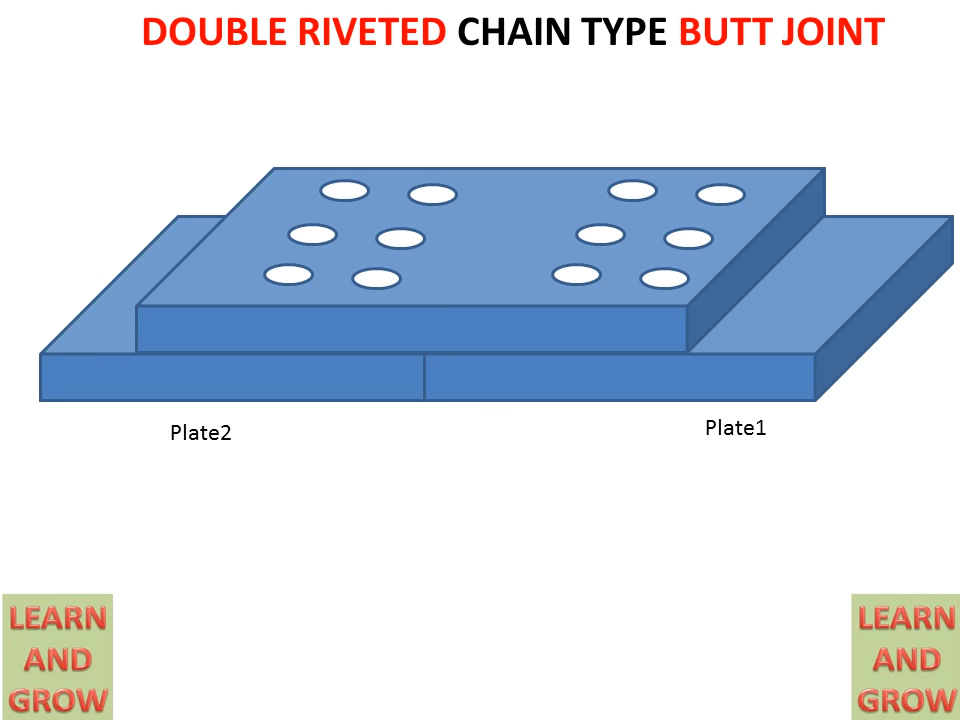 DOUBLE RIVETED CHAIN TYPE BUTT JOINT
Plate2
Plate1
LEARN
AND
GROW
LEARN
AND
GROW